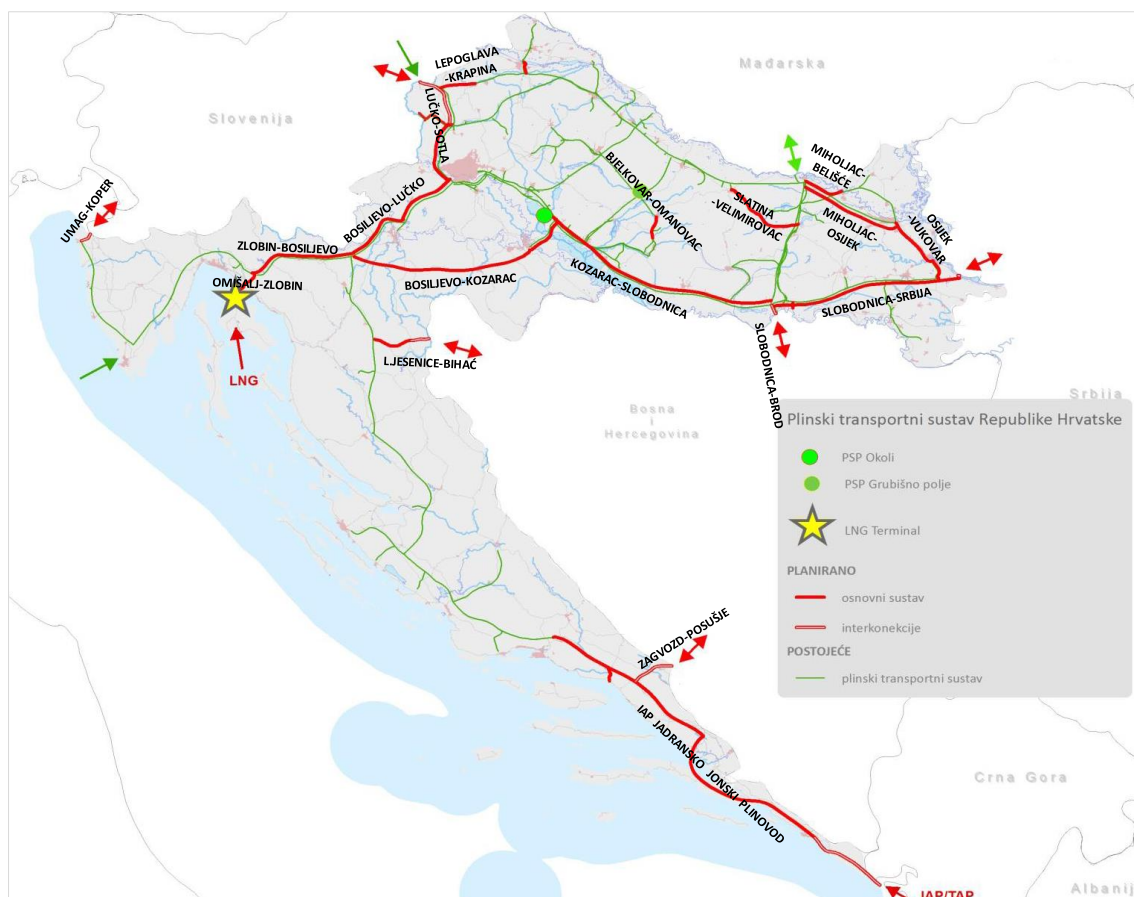 LEPOGLAVA
-KRAPINA
Mađarska
Slovenija
LUČKO-SOTLA
MIHOLJAC-
BELIŠĆE
BJELKOVAR-OMANOVAC
SLATINA
-VELIMIROVAC
MIHOLJAC-
OSIJEK
OSIJEK
-VUKOVAR
UMAG-KOPER
BOSILJEVO-LUČKO
ZLOBIN-BOSILJEVO
OMIŠALJ-ZLOBIN
BOSILJEVO-KOZARAC
KOZARAC-SLOBODNICA
SLOBODNICA-SRBIJA
SLOBODNICA-BROD
LJESENICE-BIHAĆ
LNG
Srbija
Bosna
i
Hercegovina
Plinski transportni sustav Republike Hrvatske
PSP Okoli
PSP Grubišno polje
LNG Terminal
PLANIRANO
osnovni sustav
interkonekcije
POSTOJEĆE
plinski transportni sustav
ZAGVOZD-POSUŠJE
IAP JADRANSKO JONSKI PLINOVOD
Crna Gora
Albanij
IAP/TAP